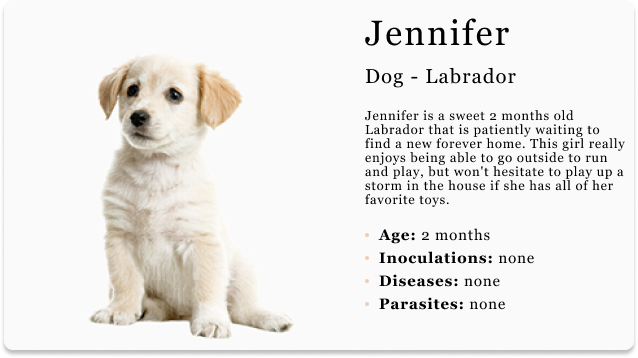 Jennifer
Dog - Labrador
Jennifer is a sweet 2 months old
Labrador that is patiently waiting to
find a new forever home. This girl really
enjoys being able to go outside to run
and play, but won't hesitate to play up a
storm in the house if she has all of her
favorite toys.
Age: 2 months
Inoculations: none
Diseases: none
Parasites: none